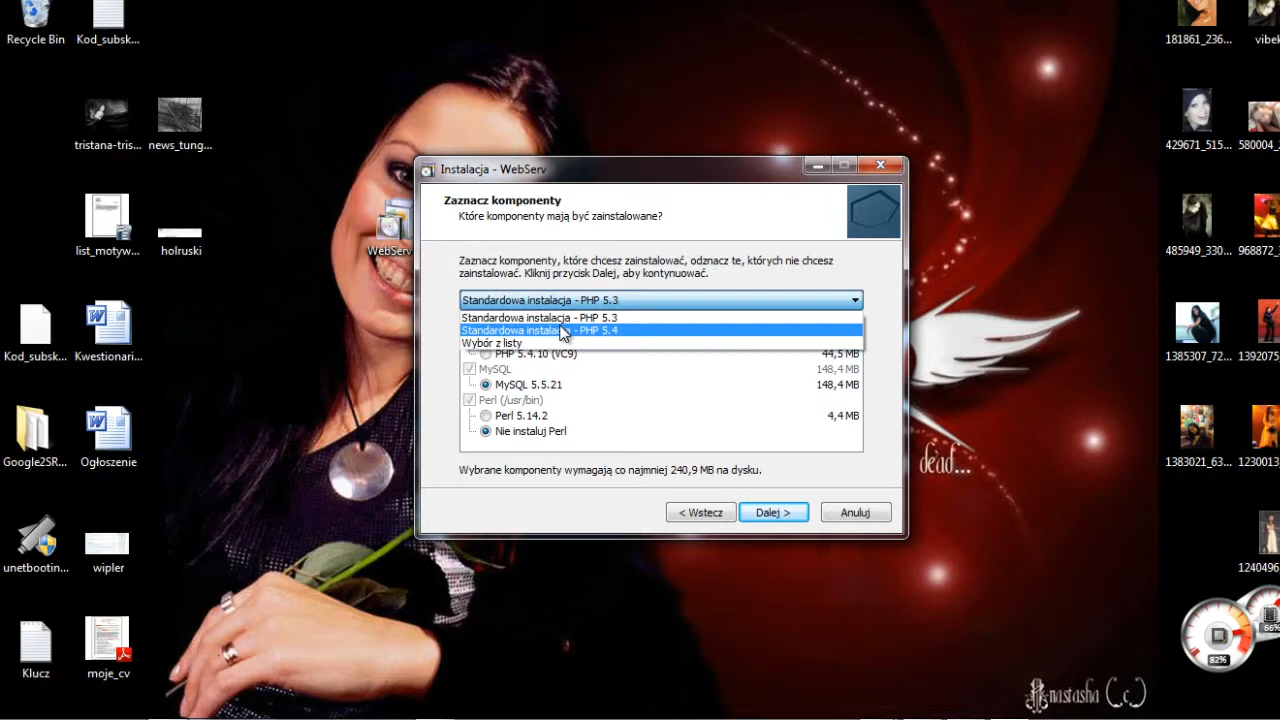 Recycle Bin
Kod_subsk...
181861_236...
vibek
tristana-tris...
news_tung...
429671_515...
580004_2
list_motyw...
holruski
WebServ
485949_330...
968872_
Kod_subsk...
Kwestionari...
1385307_72...
1392075
Google2SR...
Ogłoszenie
1383021_63...
1230013
unetbootin...
wipler
1240496
Klucz
moje_cv
Instalacja - WebServ
Zaznacz komponenty
Które komponenty mają być zainstalowane?
Zaznacz komponenty, które chcesz zainstalować, odznacz te, których nie chcesz
zainstalować. Kliknij przycisk Dalej, aby kontynuować.
Standardowa instalacja - PHP 5.3
Standardowa instalacja - PHP 5.3
Standardowa instalacja - PHP 5.4
Wybór z listy
PHP 5.4.10 (VC9) 44,5 MB
MySQL 148,4 MB
MySQL 5.5.21 148,4 MB
Perl (/usr/bin)
Perl 5.14.2 4,4 MB
Nie instaluj Perl
Wybrane komponenty wymagają co najmniej 240,9 MB na dysku.
< Wstecz
Dalej >
Anuluj
dead...
66%
82%
nastasha (.c.)